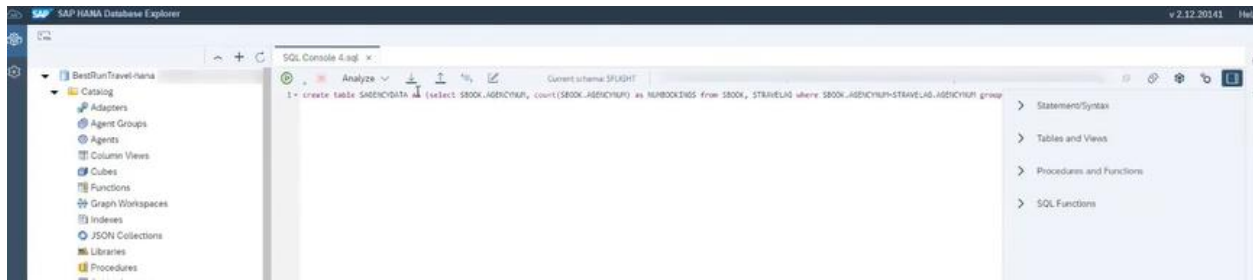 SAP SAP HANA Database Explorer
v 2.12.20141 Hel
SQL Console 4.sql ×
BestRunTravel-hana
Analyze
Current schema: SFLIGHT
Catalog
1 create table SAGENCYDATA as (select SBOOK.AGENCYNUM, count(SBOOK.AGENCYNUM) as NUMBOOKINGS from SBOOK, STRAVELAG where SBOOK.AGENCYNUM=STRAVELAG.AGENCYNUM group
Adapters
Statement/Syntax
Agent Groups
Agents
Tables and Views
Column Views
Cubes
Procedures and Functions
Functions
Graph Workspaces
SQL Functions
Indexes
JSON Collections
Libraries
Procedures